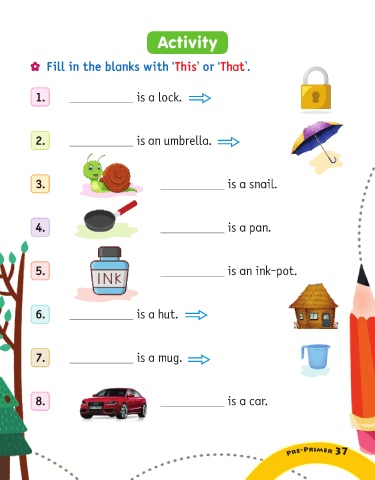 Activity
Fill in the blanks with 'This' or 'That'.
1. __________ is a lock.
2. __________ is an umbrella.
3. __________ is a snail.
4. __________ is a pan.
INK
5. __________ is an ink-pot.
6. __________ is a hut.
7. __________ is a mug.
8. __________ is a car.
PRE-PRIMER 37